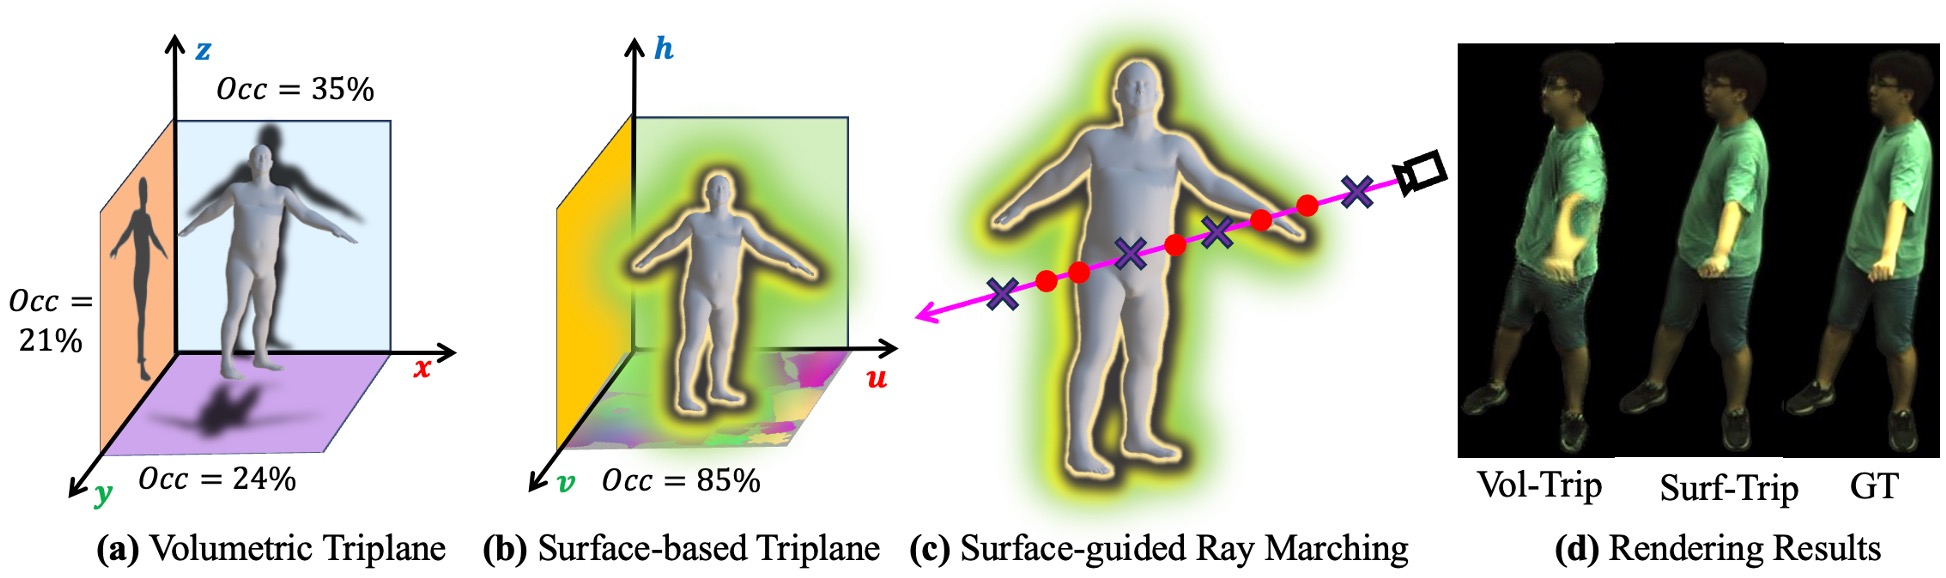 z
Occ = 35%
Occ =
21%
x
y
Occ = 24%
h
u
v
Occ = 85%
Vol-Trip
Surf-Trip
GT
(a) Volumetric Triplane
(b) Surface-based Triplane
(c) Surface-guided Ray Marching
(d) Rendering Results